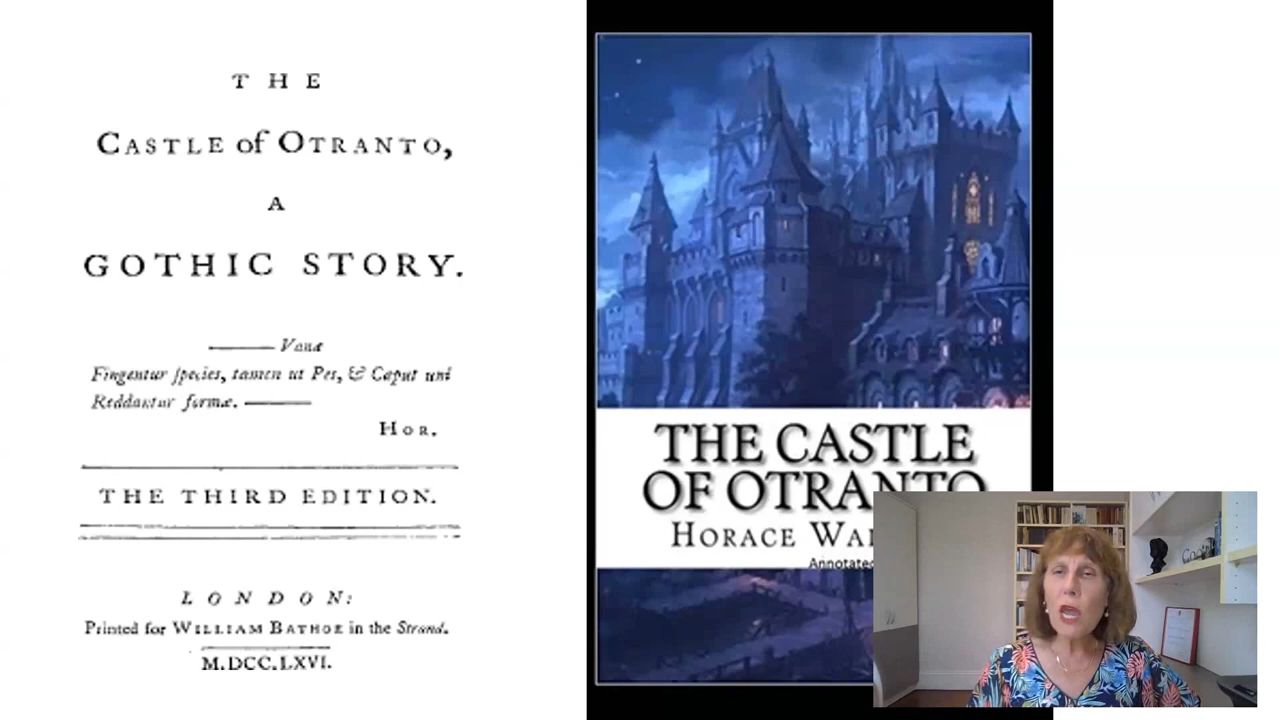 THE
CASTLE of OTRANTO,
A
GOTHIC STORY.
Vanæ
Fingentur species, tamen ut Pes, & Caput uni
Reddantur formæ.
HOR.
THE THIRD EDITION.
LONDON:
Printed for WILLIAM BATHOE in the Strand.
M.DCC.LXVI.
THE CASTLE
OF OTRANTO
HORACE
Annotated